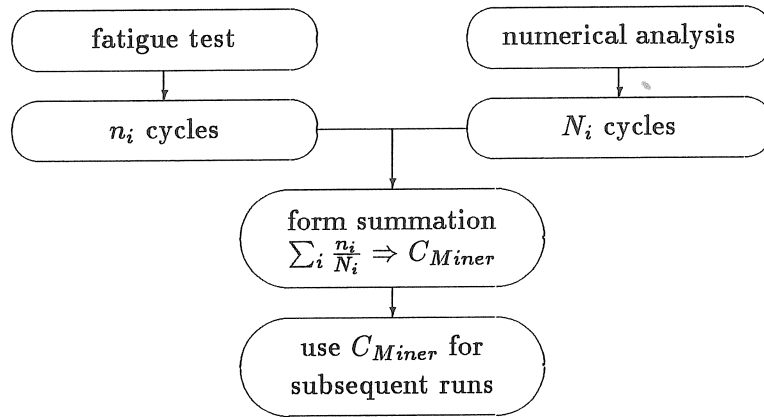 fatigue test
numerical analysis
n_i cycles
N_i cycles
form summation
∑_i n_i/N_i ⇒ C_Miner
use C_Miner for
subsequent runs